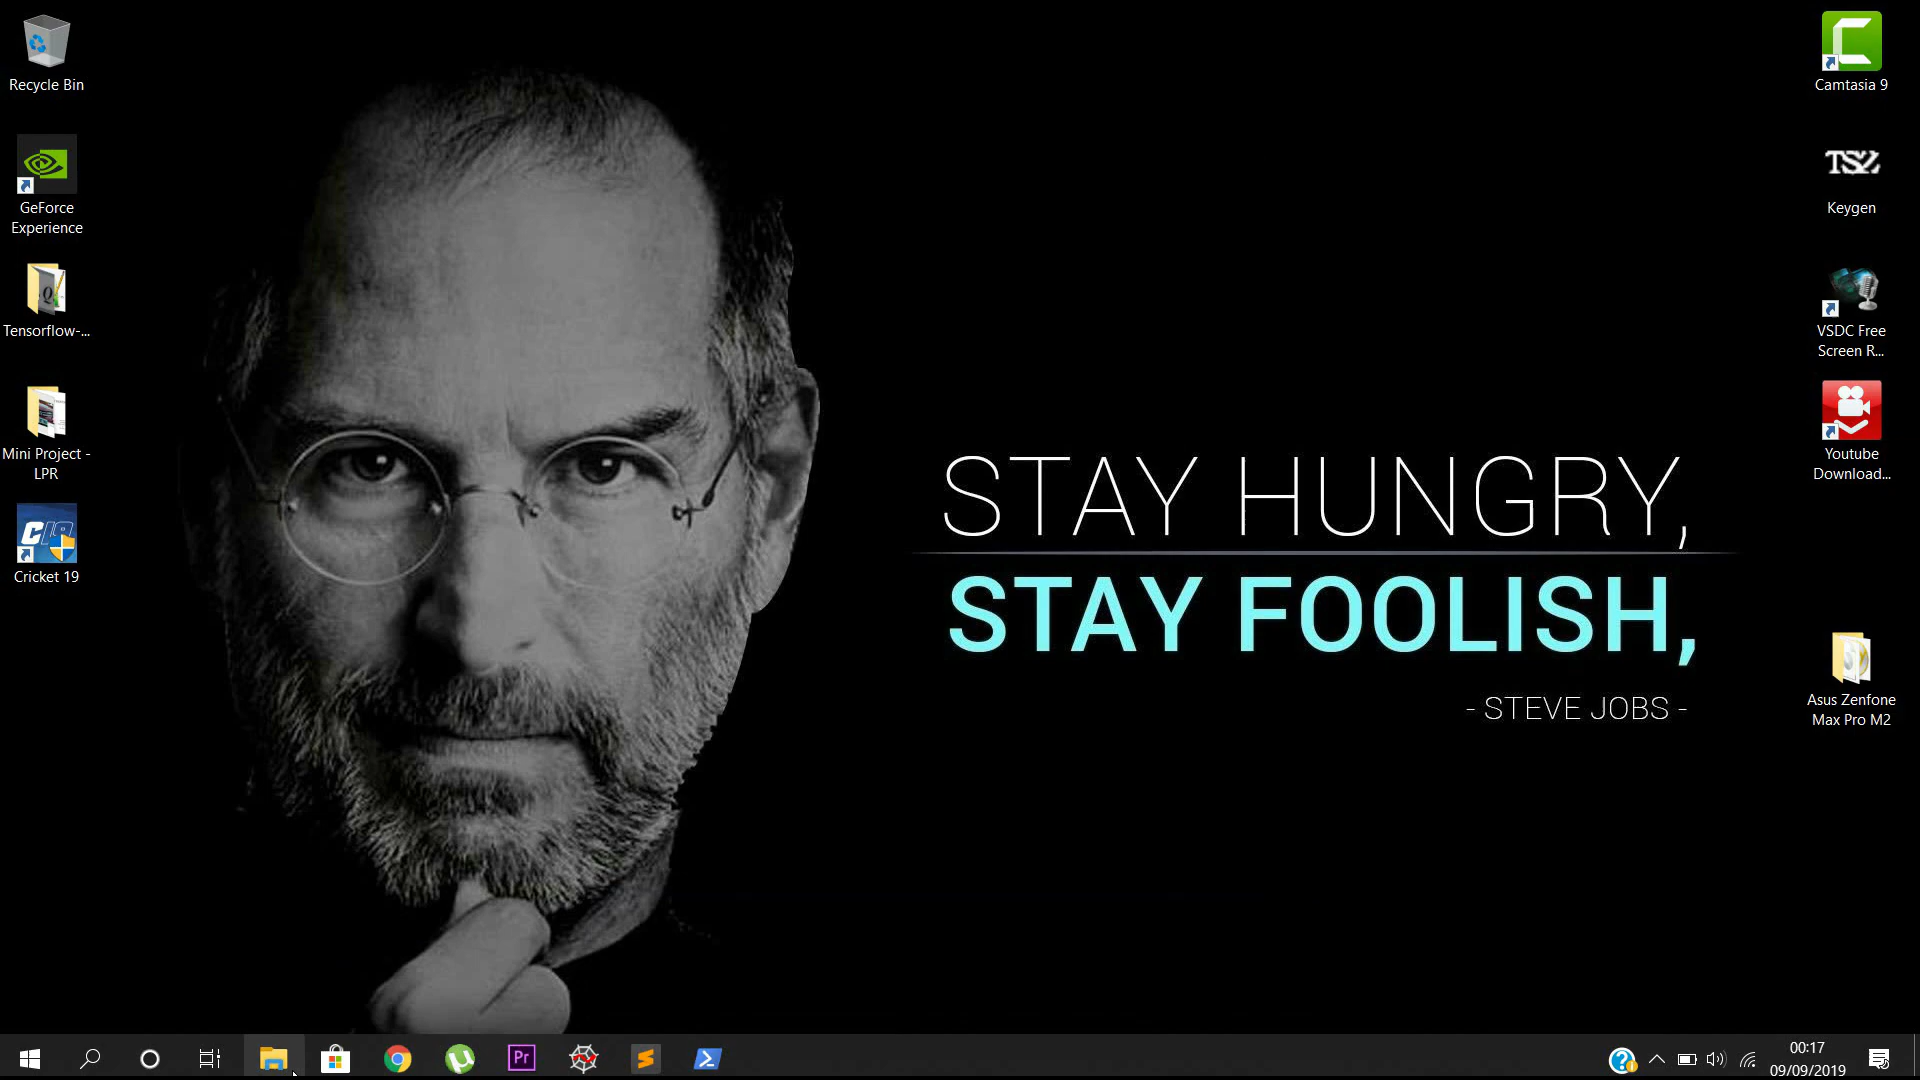 Recycle Bin
GeForce
Experience
Tensorflow-...
Mini Project -
LPR
Cricket 19
STAY HUNGRY,
STAY FOOLISH,
- STEVE JOBS -
Camtasia 9
TSZ
Keygen
VSDC Free
Screen R...
Youtube
Download...
Asus Zenfone
Max Pro M2
Pr
00:17
09/09/2019